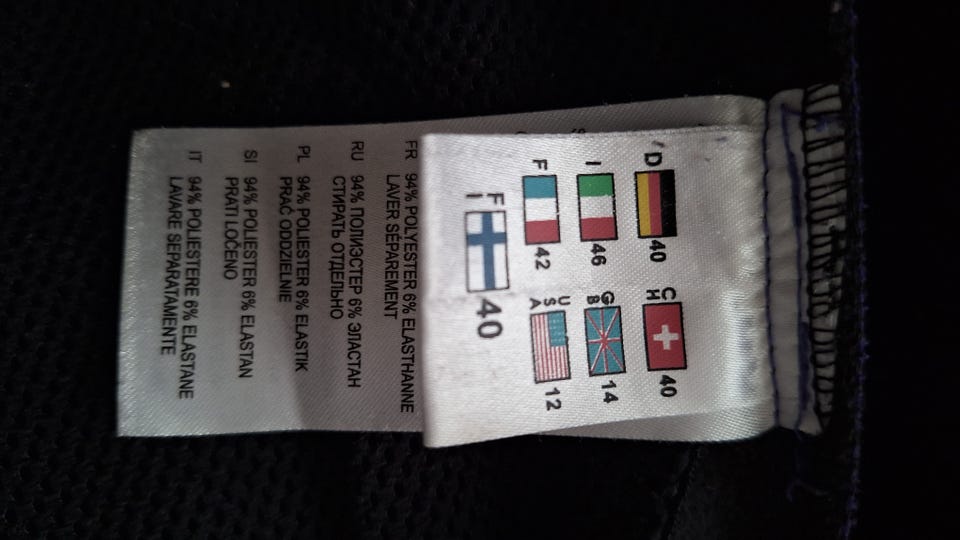 D 40 CH 40
I 46 GB 14
F 42 USA 12
FI 40
FR 94% POLYESTER 6% ELASTHANNE
LAVER SÉPAREMENT
RU 94% ПОЛИЭСТЕР 6% ЭЛАСТАН
СТИРАТЬ ОТДЕЛЬНО
PL 94% POLIESTER 6% ELASTIK
PRAĆ ODDZIELNIE
SI 94% POLIESTER 6% ELASTAN
PRATI LOČENO
IT 94% POLIESTERE 6% ELASTANE
LAVARE SEPARATAMENTE